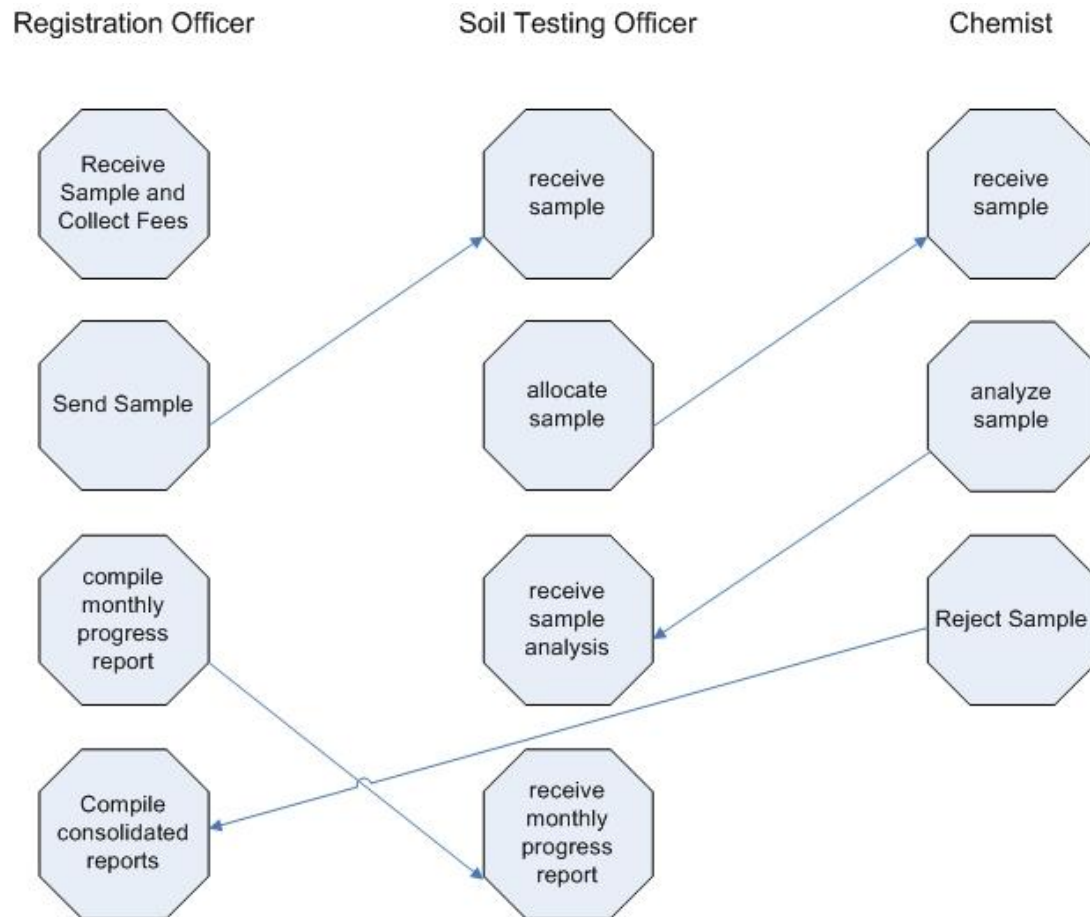 Registration Officer
Soil Testing Officer
Chemist
Receive
Sample and
Collect Fees
receive
sample
receive
sample
Send Sample
allocate
sample
analyze
sample
compile
monthly
progress
report
receive
sample
analysis
Reject Sample
Compile
consolidated
reports
receive
monthly
progress
report